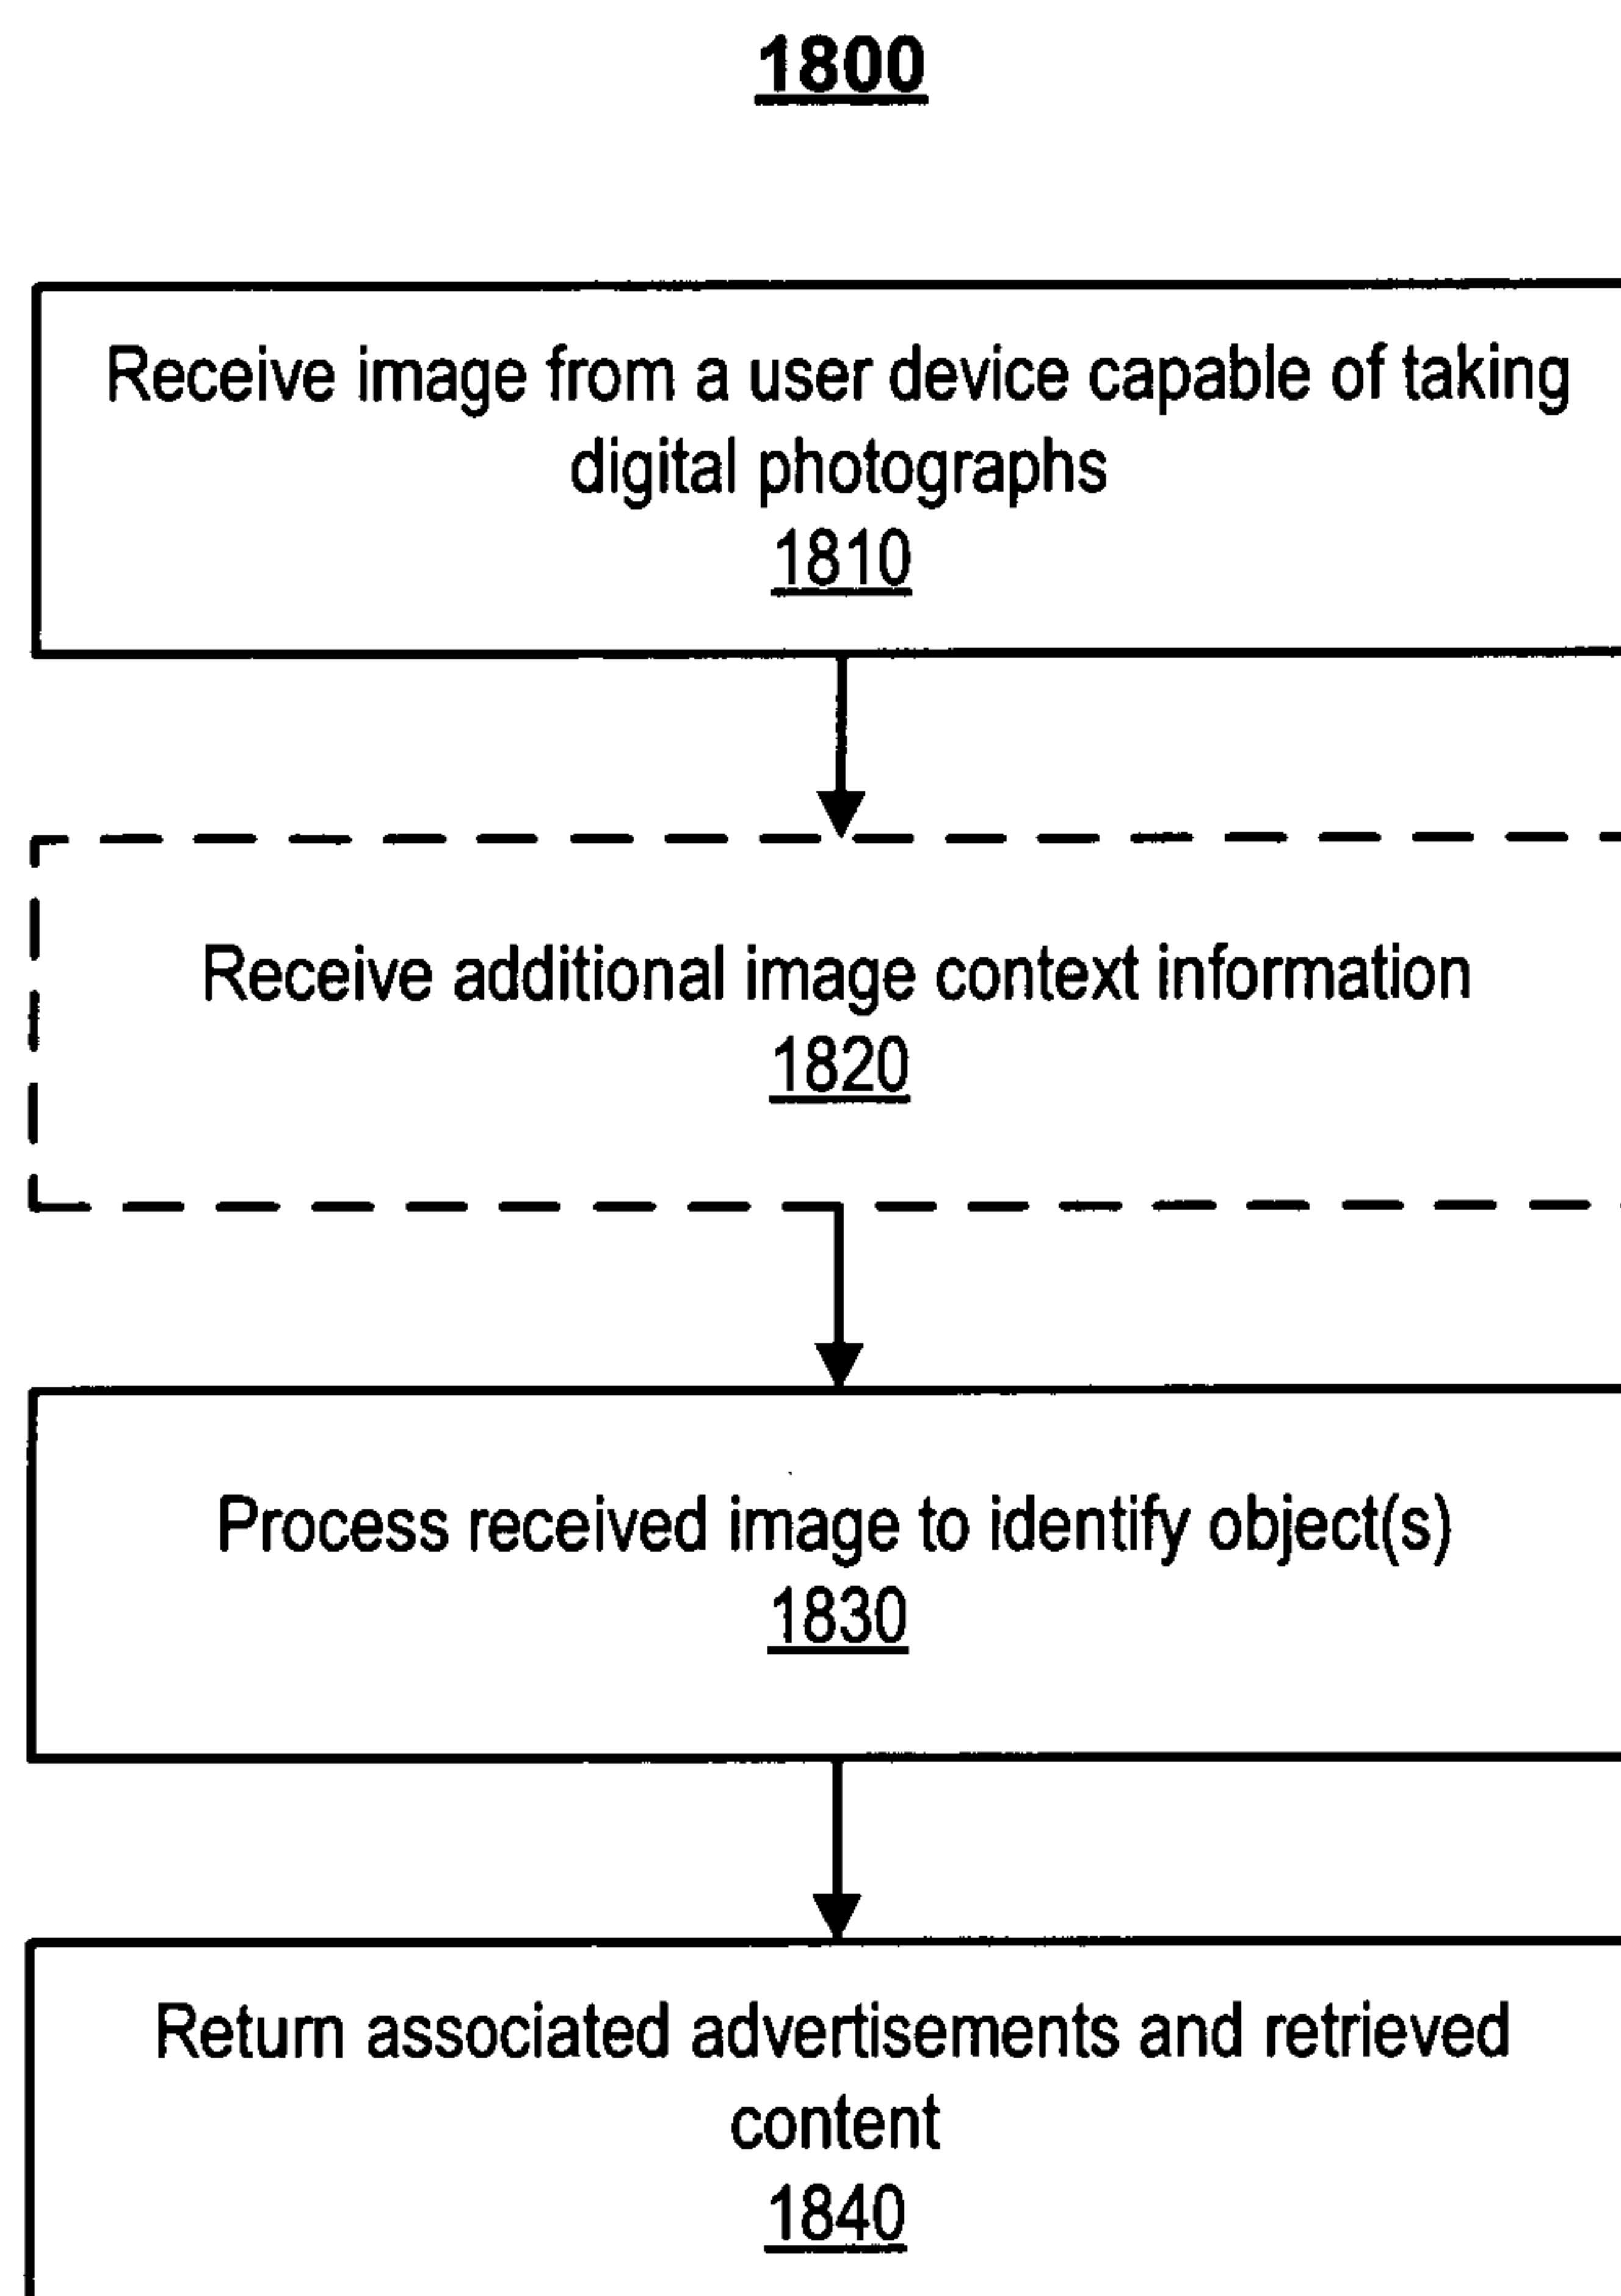 1800
Receive image from a user device capable of taking
digital photographs
1810
Receive additional image context information
1820
Process received image to identify object(s)
1830
Return associated advertisements and retrieved
content
1840